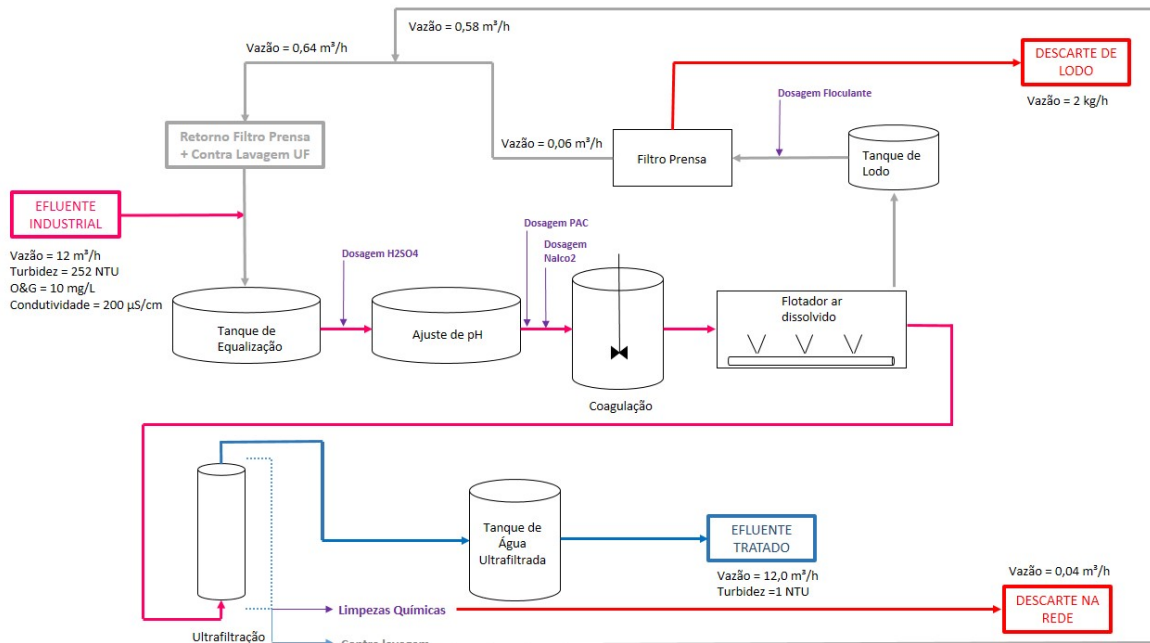 Vazão = 0,58 m³/h
Vazão = 0,64 m³/h
DESCARTE DE
LODO
Vazão = 2 kg/h
Dosagem Floculante
Retorno Filtro Prensa
+ Contra Lavagem UF
Vazão = 0,06 m³/h
Filtro Prensa
Tanque de
Lodo
EFLUENTE
INDUSTRIAL
Vazão = 12 m³/h
Turbidez = 252 NTU
O&G = 10 mg/L
Condutividade = 200 µS/cm
Dosagem H2SO4
Dosagem PAC
Dosagem
Nalco2
Tanque de
Equalização
Ajuste de pH
Coagulação
Flotador ar
dissolvido
Tanque de
Água
Ultrafiltrada
EFLUENTE
TRATADO
Vazão = 12,0 m³/h
Turbidez =1 NTU
Vazão = 0,04 m³/h
DESCARTE NA
REDE
Limpezas Químicas
Ultrafiltração
Contra lavagem